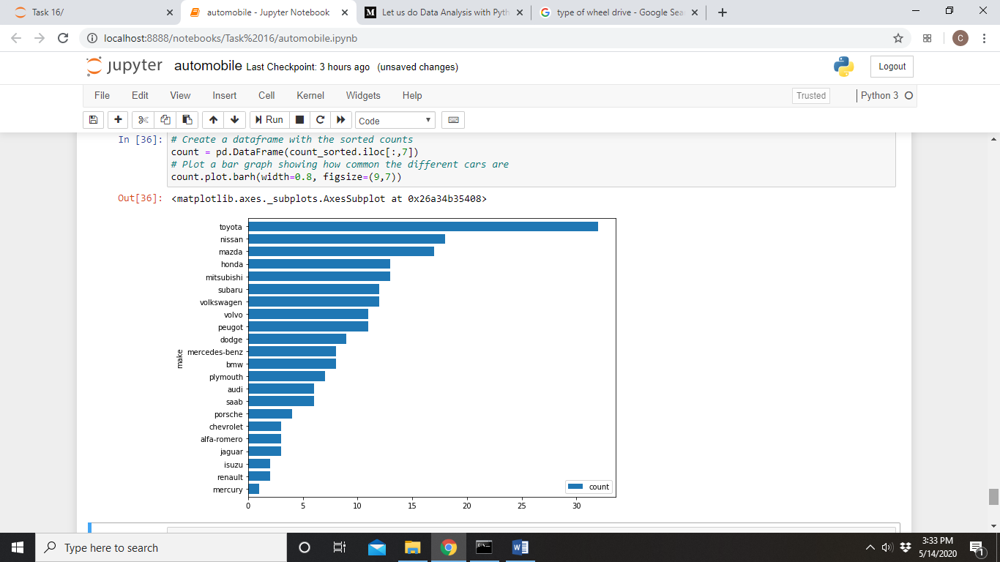 Task 16/
automobile - Jupyter Notebook
Let us do Data Analysis with Pyth
type of wheel drive - Google Sea
localhost:8888/notebooks/Task%2016/automobile.ipynb
C
jupyter automobile Last Checkpoint: 3 hours ago (unsaved changes)
Logout
File Edit View Insert Cell Kernel Widgets Help
Trusted
Python 3
Run
Code
In [36]:
# Create a dataframe with the sorted counts
count = pd.DataFrame(count_sorted.iloc[:,7])
# Plot a bar graph showing how common the different cars are
count.plot.barh(width=0.8, figsize=(9,7))
Out[36]: <matplotlib.axes._subplots.AxesSubplot at 0x26a34b35408>
toyota
nissan
mazda
honda
mitsubishi
subaru
volkswagen
volvo
peugot
dodge
mercedes-benz
bmw
plymouth
audi
saab
porsche
chevrolet
alfa-romero
jaguar
isuzu
renault
mercury
make
count
0 5 10 15 20 25 30
Type here to search
3:33 PM
5/14/2020
1